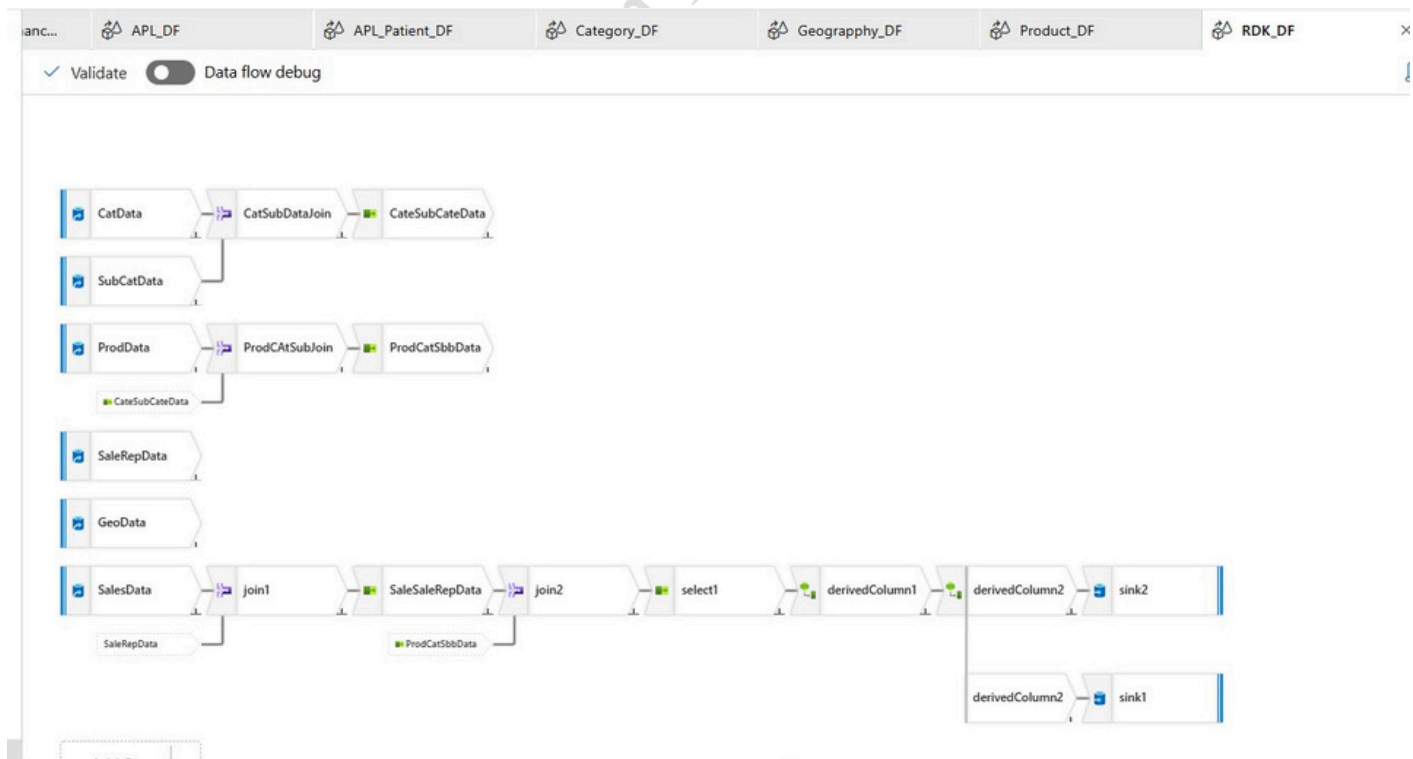 anc... APL_DF APL_Patient_DF Category_DF Geograpphy_DF Product_DF RDK_DF
Validate Data flow debug
CatData CatSubDataJoin CateSubCateData
SubCatData
ProdData ProdCAtSubJoin ProdCatSbbData
CateSubCateData
SaleRepData
GeoData
SalesData join1 SaleSaleRepData join2 select1 derivedColumn1 derivedColumn2 sink2
SaleRepData ProdCatSbbData
derivedColumn2 sink1